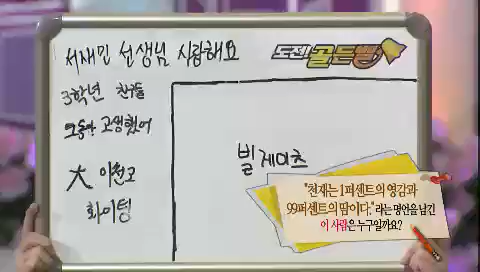 서재민 선생님 사랑해요
도전! 골든벨
3학년 친구들
그동안 고생했어
大 이천고
화이팅
빌게이츠
"천재는 1퍼센트의 영감과
99퍼센트의 땀이다."라는 명언을 남긴
이 사람은 누구일까요?